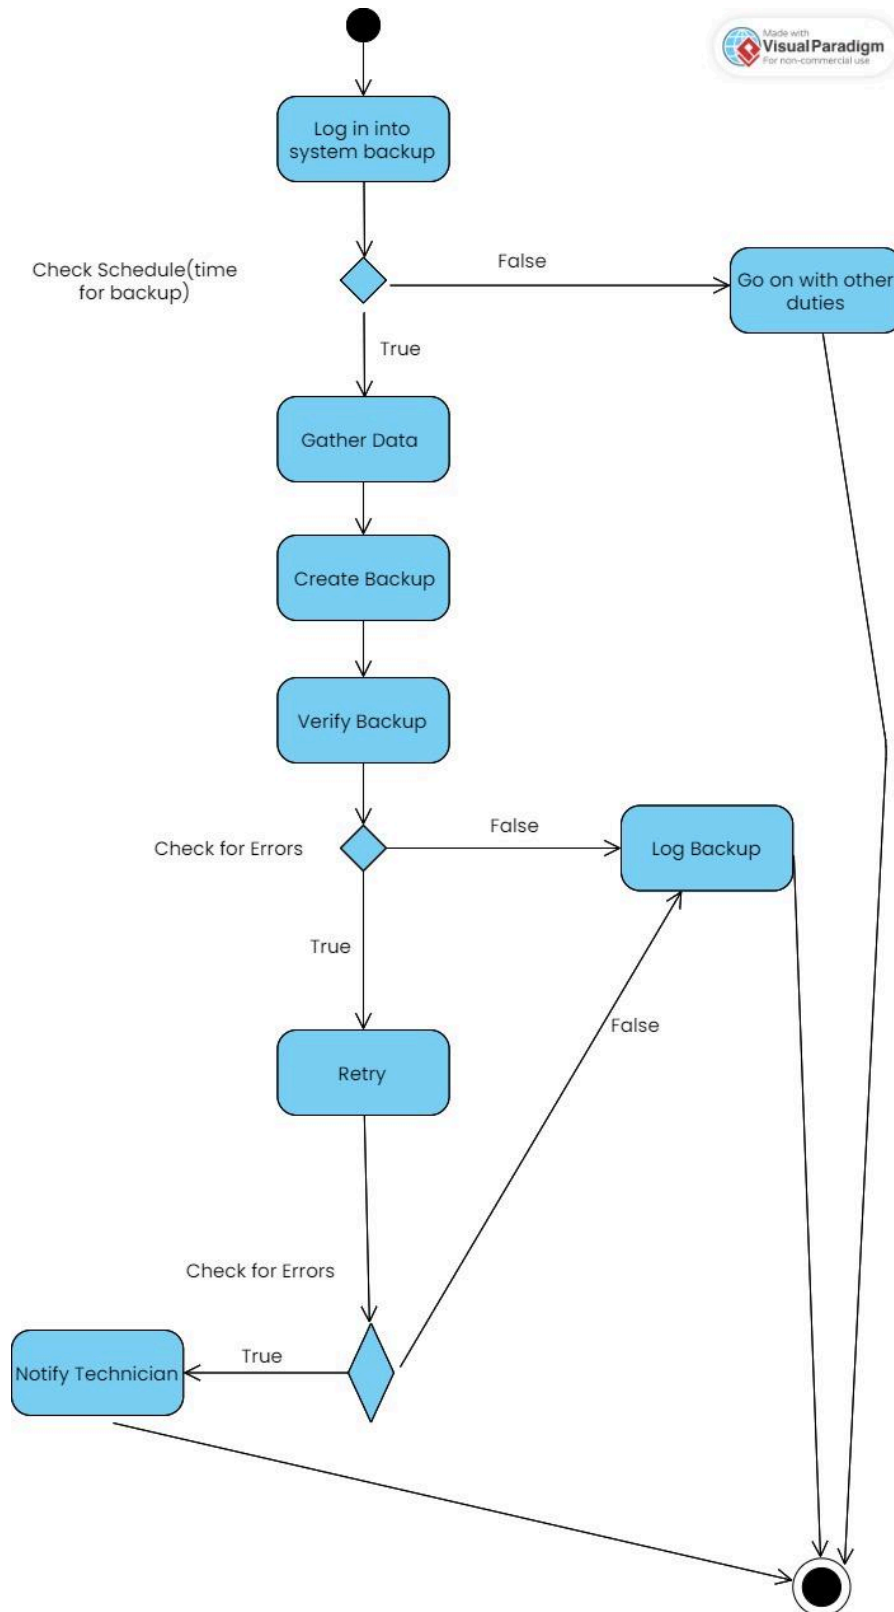 Made with
Visual Paradigm
For non-commercial use
Log in into
system backup
Check Schedule(time
for backup)
False
Go on with other
duties
True
Gather Data
Create Backup
Verify Backup
Check for Errors
False
Log Backup
True
False
Retry
Check for Errors
True
Notify Technician